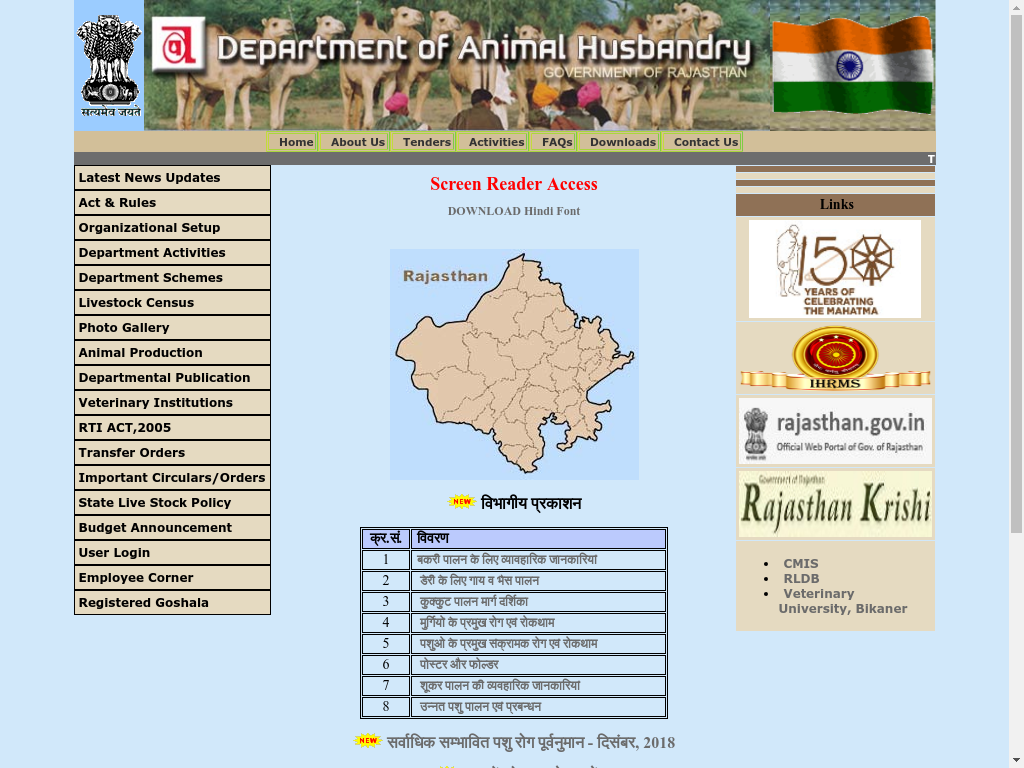 Department of Animal Husbandry
GOVERNMENT OF RAJASTHAN
सत्यमेव जयते
Home
About Us
Tenders
Activities
FAQs
Downloads
Contact Us
T
Latest News Updates
Act & Rules
Organizational Setup
Department Activities
Department Schemes
Livestock Census
Photo Gallery
Animal Production
Departmental Publication
Veterinary Institutions
RTI ACT,2005
Transfer Orders
Important Circulars/Orders
State Live Stock Policy
Budget Announcement
User Login
Employee Corner
Registered Goshala
Screen Reader Access
DOWNLOAD Hindi Font
Rajasthan
NEW विभागीय प्रकाशन
क्र.सं. विवरण
1 बकरी पालन के लिए व्यावहारिक जानकारियां
2 डेरी के लिए गाय व भैस पालन
3 कुक्कुट पालन मार्ग दर्शिका
4 मुर्गियो के प्रमुख रोग एवं रोकथाम
5 पशुओ के प्रमुख संक्रामक रोग एवं रोकथाम
6 पोस्टर और फोल्डर
7 शूकर पालन की व्यवहारिक जानकारियां
8 उन्नत पशु पालन एवं प्रबन्धन
NEW सर्वाधिक सम्भावित पशु रोग पूर्वनुमान - दिसंबर, 2018
Links
150
YEARS OF
CELEBRATING
THE MAHATMA
IHRMS
rajasthan.gov.in
Official Web Portal of Gov. of Rajasthan
Government of Rajasthan
Rajasthan Krishi
CMIS
RLDB
Veterinary
University, Bikaner